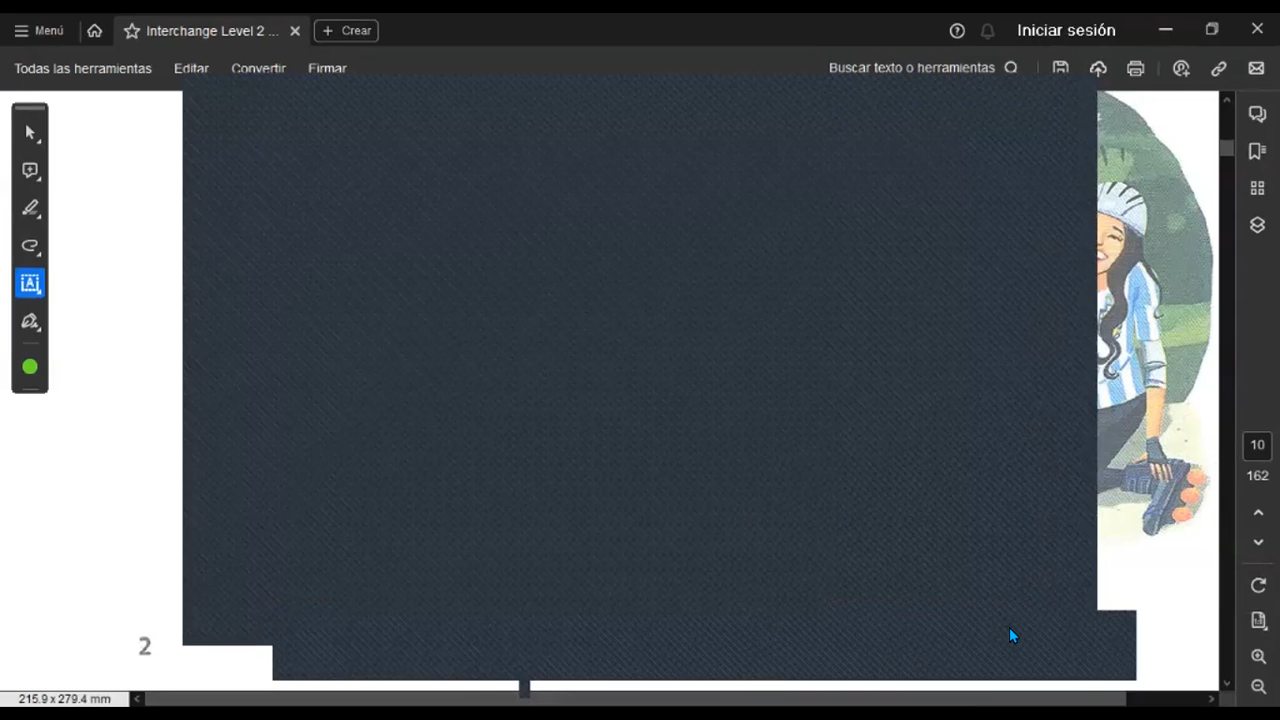 Menú
Interchange Level 2 ...
Crear
Iniciar sesión
Todas las herramientas
Editar
Convertir
Firmar
Buscar texto o herramientas
10
162
2
215.9 x 279.4 mm